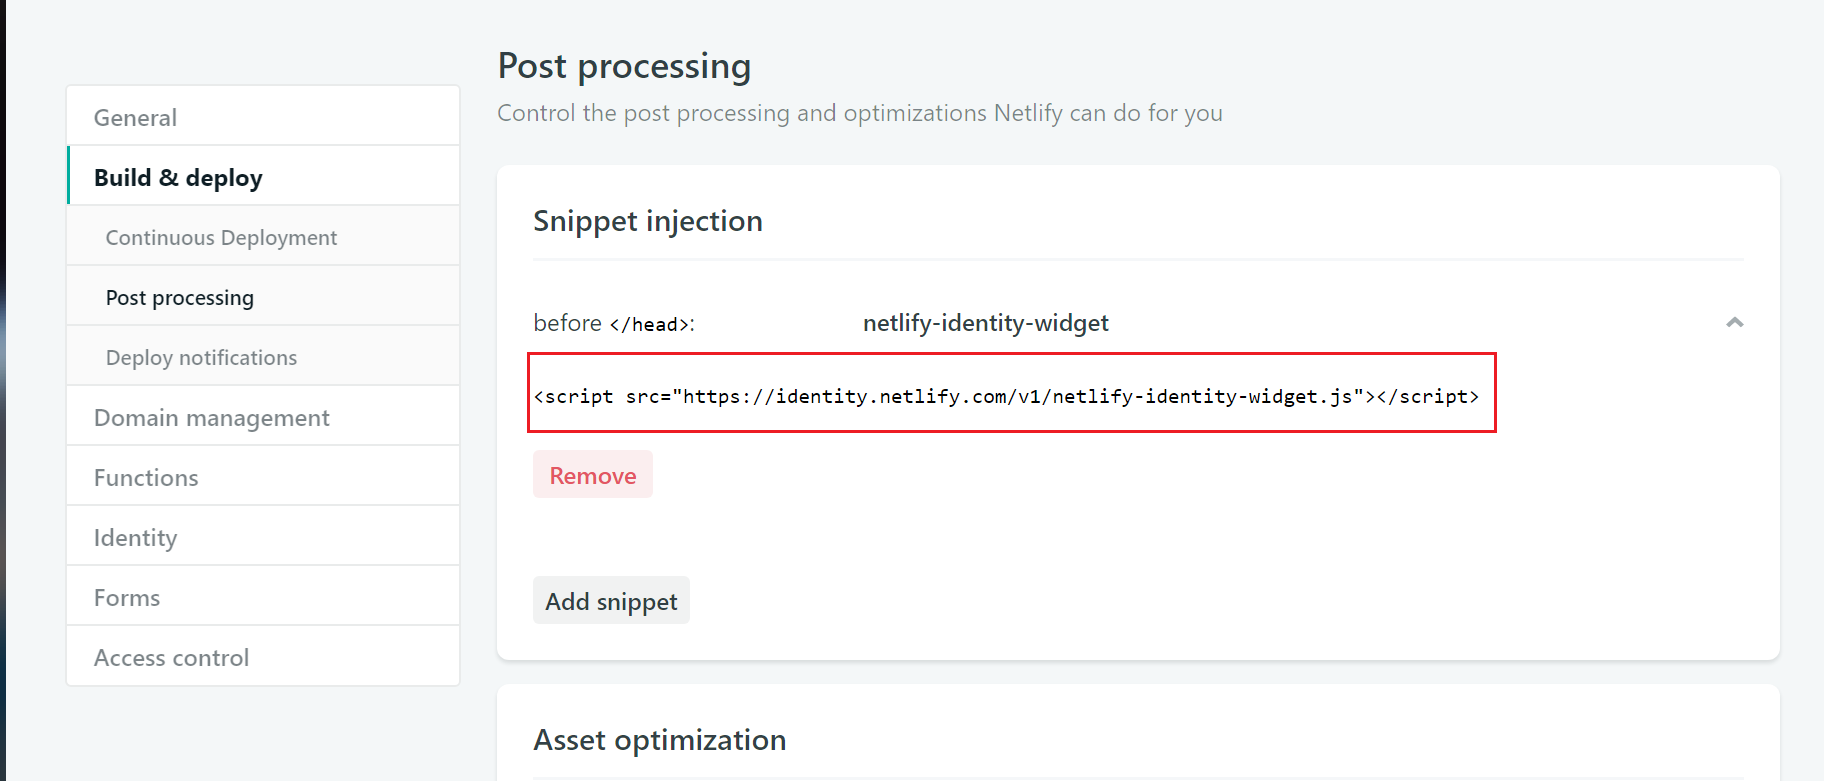 General
Build & deploy
Continuous Deployment
Post processing
Deploy notifications
Domain management
Functions
Identity
Forms
Access control
Post processing
Control the post processing and optimizations Netlify can do for you
Snippet injection
before </head>: netlify-identity-widget
<script src="https://identity.netlify.com/v1/netlify-identity-widget.js"></script>
Remove
Add snippet
Asset optimization